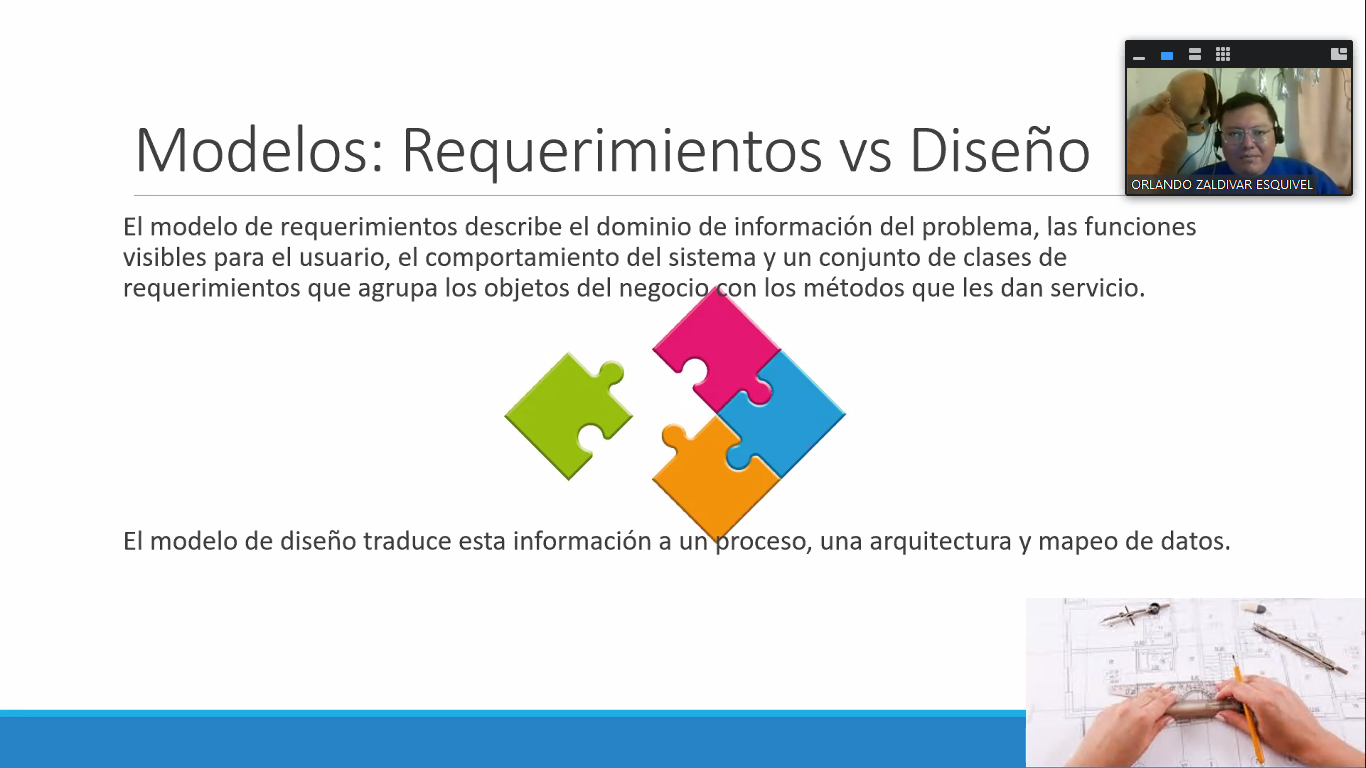 Modelos: Requerimientos vs Diseño
ORLANDO ZALDIVAR ESQUIVEL
El modelo de requerimientos describe el dominio de información del problema, las funciones
visibles para el usuario, el comportamiento del sistema y un conjunto de clases de
requerimientos que agrupa los objetos del negocio con los métodos que les dan servicio.
El modelo de diseño traduce esta información a un proceso, una arquitectura y mapeo de datos.